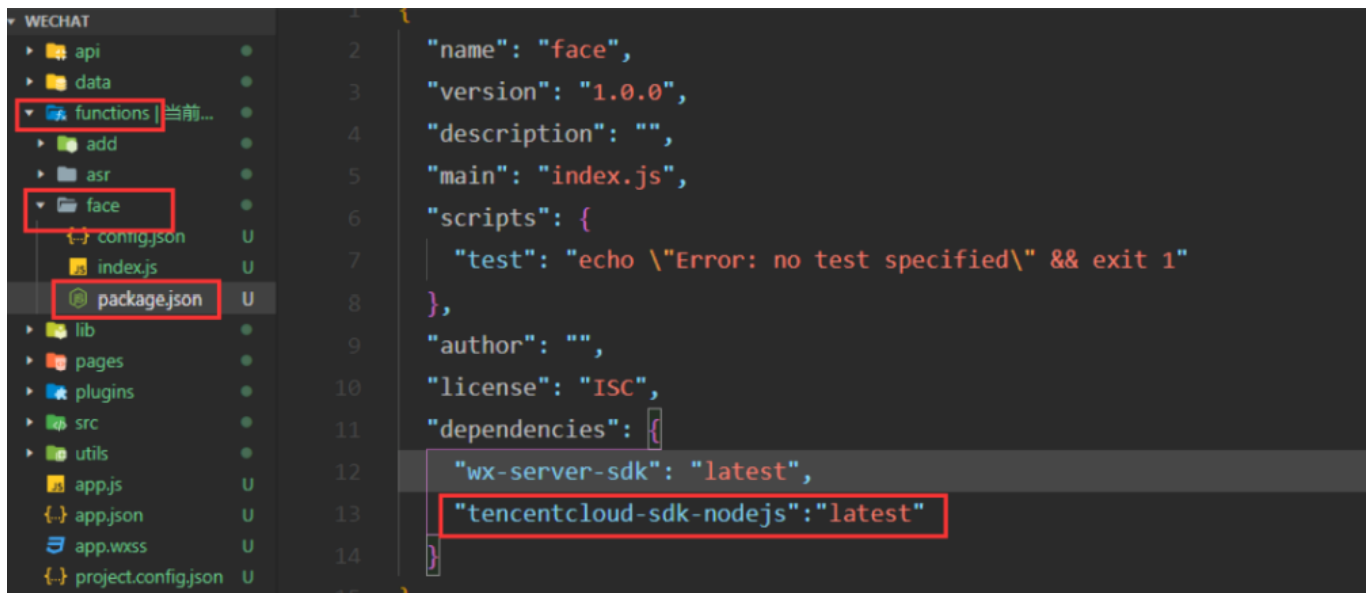 WECHAT
api
data
functions | 当前...
add
asr
face
config.json U
index.js U
package.json U
lib
pages
plugins
src
utils
app.js U
app.json U
app.wxss U
project.config.json U
1 {
2 "name": "face",
3 "version": "1.0.0",
4 "description": "",
5 "main": "index.js",
6 "scripts": {
7 "test": "echo \"Error: no test specified\" && exit 1"
8 },
9 "author": "",
10 "license": "ISC",
11 "dependencies": {
12 "wx-server-sdk": "latest",
13 "tencentcloud-sdk-nodejs":"latest"
14 }